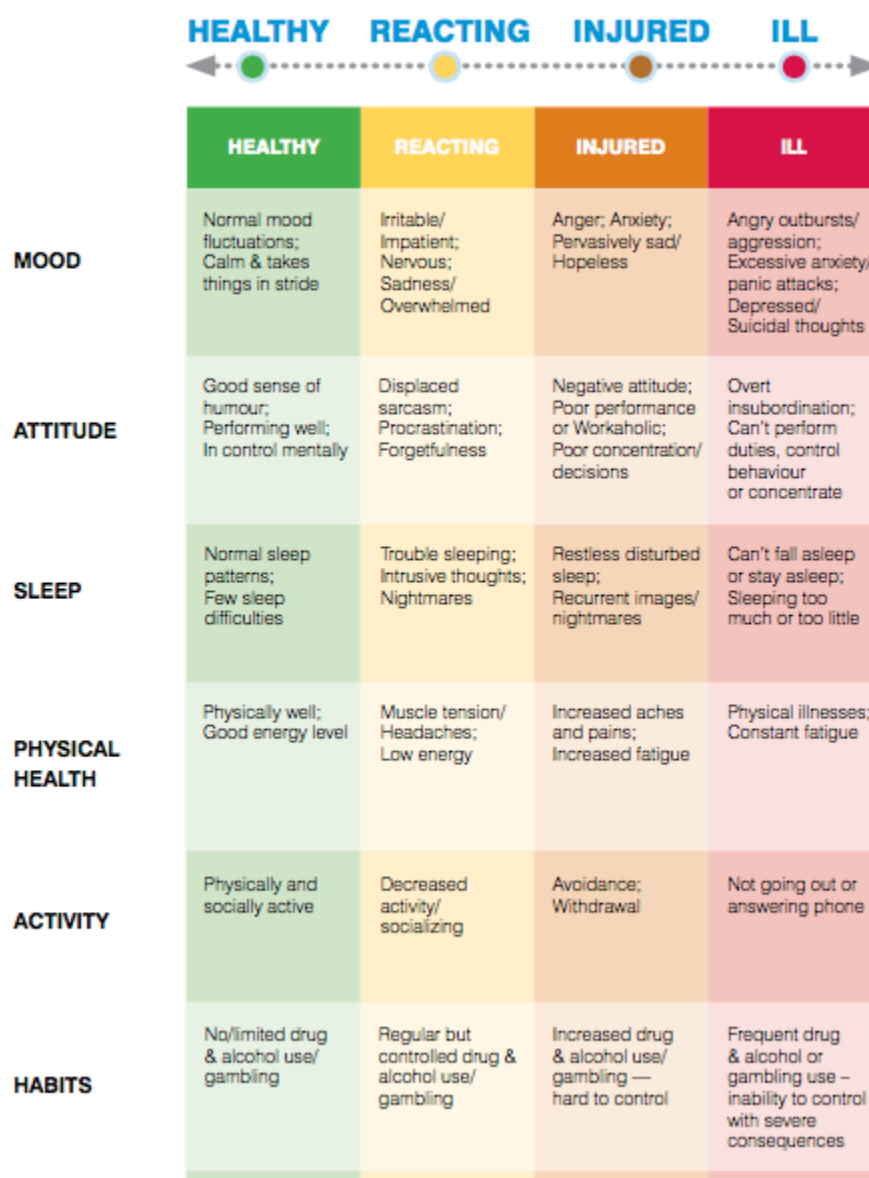 HEALTHY REACTING INJURED ILL
HEALTHY REACTING INJURED ILL
MOOD
Normal mood
fluctuations;
Calm & takes
things in stride
Irritable/
Impatient;
Nervous;
Sadness/
Overwhelmed
Anger; Anxiety;
Pervasively sad/
Hopeless
Angry outbursts/
aggression;
Excessive anxiety/
panic attacks;
Depressed/
Suicidal thoughts
ATTITUDE
Good sense of
humour;
Performing well;
In control mentally
Displaced
sarcasm;
Procrastination;
Forgetfulness
Negative attitude;
Poor performance
or Workaholic;
Poor concentration/
decisions
Overt
insubordination;
Can't perform
duties, control
behaviour
or concentrate
SLEEP
Normal sleep
patterns;
Few sleep
difficulties
Trouble sleeping;
Intrusive thoughts;
Nightmares
Restless disturbed
sleep;
Recurrent images/
nightmares
Can't fall asleep
or stay asleep;
Sleeping too
much or too little
PHYSICAL
HEALTH
Physically well;
Good energy level
Muscle tension/
Headaches;
Low energy
Increased aches
and pains;
Increased fatigue
Physical illnesses;
Constant fatigue
ACTIVITY
Physically and
socially active
Decreased
activity/
socializing
Avoidance;
Withdrawal
Not going out or
answering phone
HABITS
No/limited drug
& alcohol use/
gambling
Regular but
controlled drug &
alcohol use/
gambling
Increased drug
& alcohol use/
gambling —
hard to control
Frequent drug
& alcohol or
gambling use –
inability to control
with severe
consequences